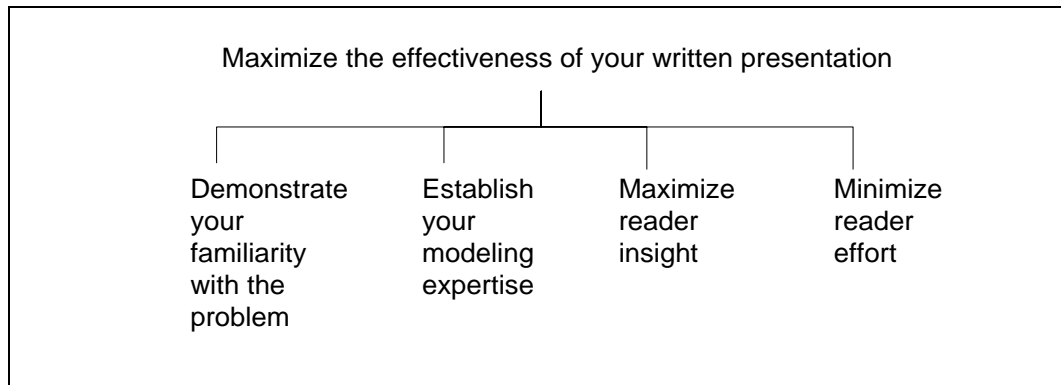 Maximize the effectiveness of your written presentation
Demonstrate
your
familiarity
with the
problem
Establish
your
modeling
expertise
Maximize
reader
insight
Minimize
reader
effort